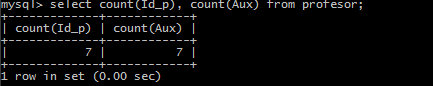 mysql> select count(Id_p), count(Aux) from profesor;
+-------------+------------+
| count(Id_p) | count(Aux) |
+-------------+------------+
|           7 |          7 |
+-------------+------------+
1 row in set (0.00 sec)